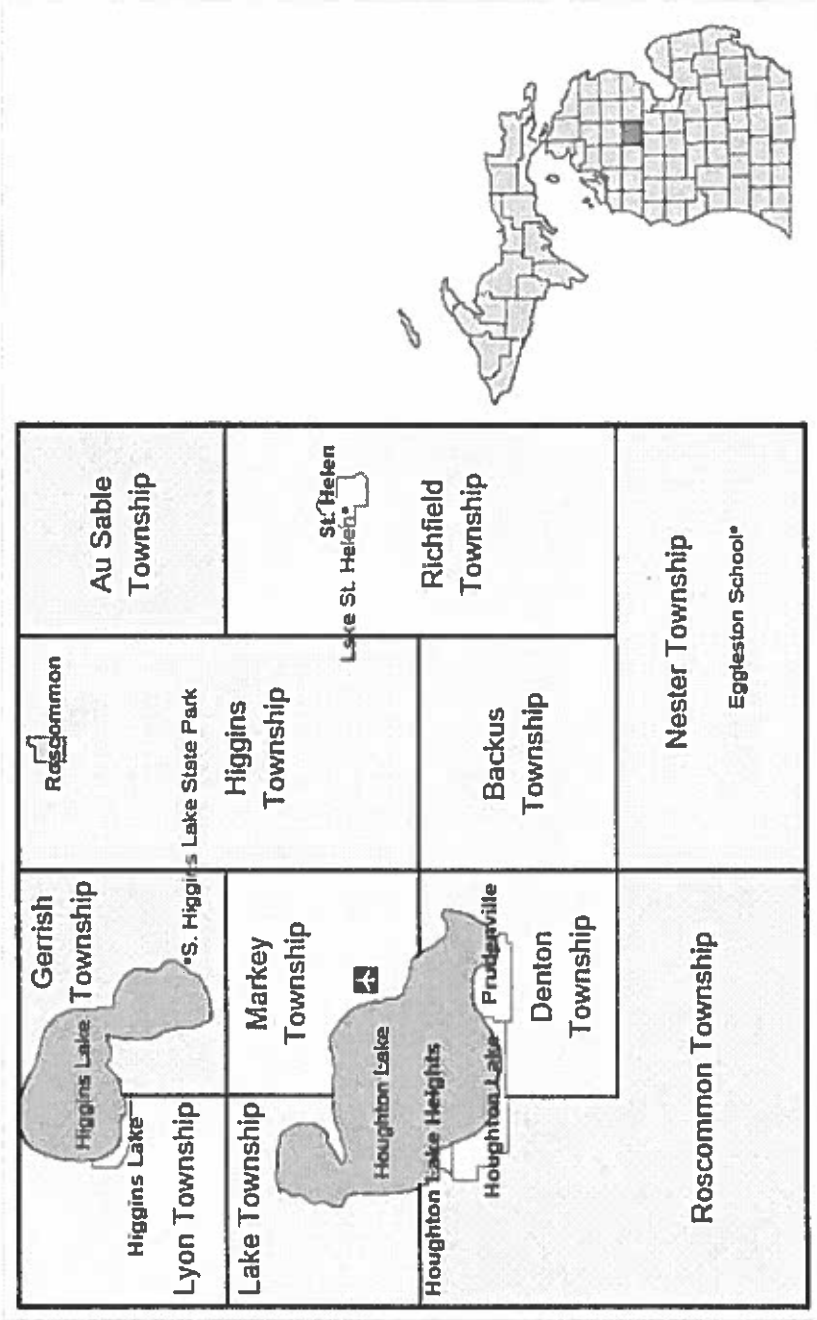 Higgins Lake
Lyon Township
Higgins Lake
Gerrish
Township
*S. Higgins Lake State Park
Roscommon
Higgins
Township
Au Sable
Township
Lake Township
Houghton Lake
Markey
Township
St. Helen
Lake St. Helen*
Richfield
Township
Houghton Lake Heights
Houghton Lake
Prudenville
Denton
Township
Backus
Township
Roscommon Township
Nester Township
Eggleston School*